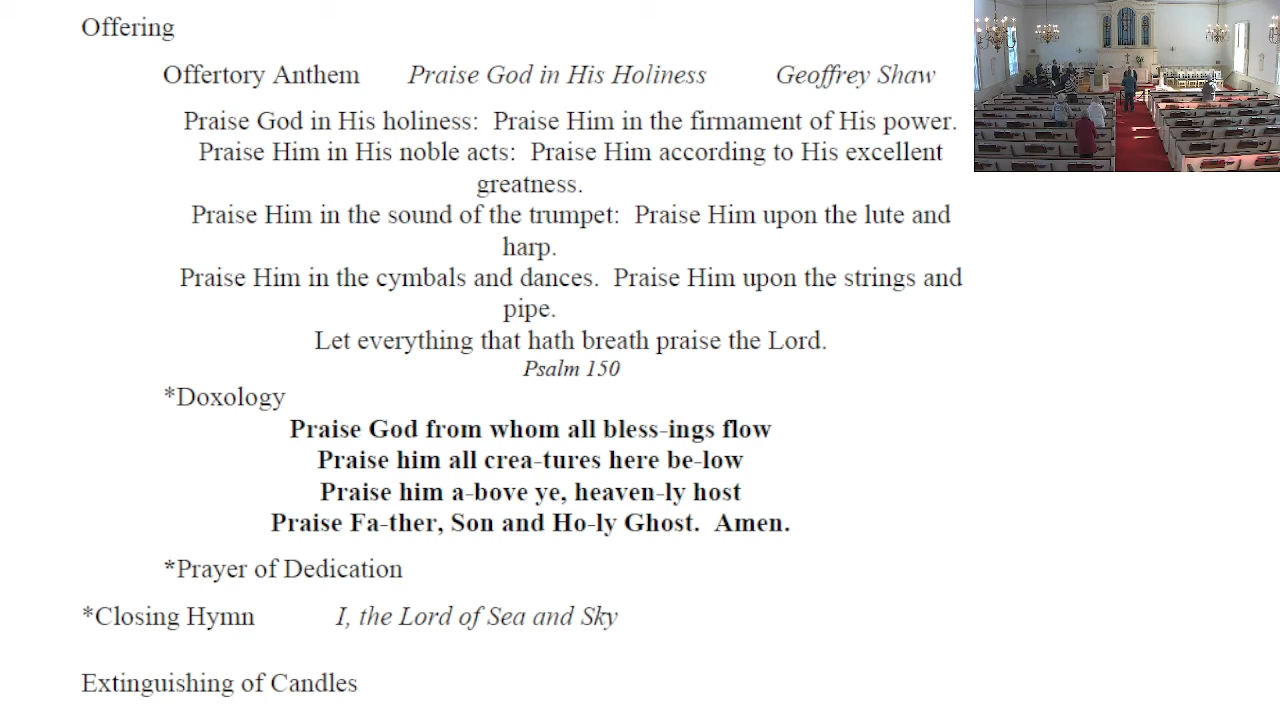 Offering
Offertory Anthem Praise God in His Holiness Geoffrey Shaw
Praise God in His holiness: Praise Him in the firmament of His power.
Praise Him in His noble acts: Praise Him according to His excellent
greatness.
Praise Him in the sound of the trumpet: Praise Him upon the lute and
harp.
Praise Him in the cymbals and dances. Praise Him upon the strings and
pipe.
Let everything that hath breath praise the Lord.
Psalm 150
*Doxology
Praise God from whom all bless-ings flow
Praise him all crea-tures here be-low
Praise him a-bove ye, heaven-ly host
Praise Fa-ther, Son and Ho-ly Ghost. Amen.
*Prayer of Dedication
*Closing Hymn I, the Lord of Sea and Sky
Extinguishing of Candles